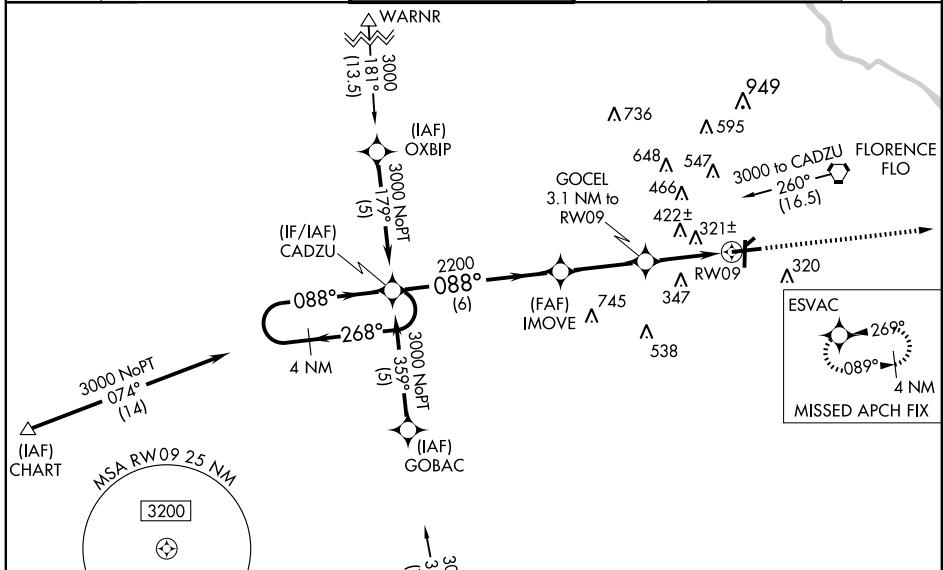 WARNR
3000
181°
(13.5)
(IAF)
OXBIP
3000 NoPT
179°
(5)
(IF/IAF)
CADZU
088°
268°
4 NM
2200
088°
(6)
(FAF)
IMOVE
GOCEL
3.1 NM to
RW09
RW09
736
949
595
648
547
466
422±
321±
347
745
538
320
3000 to CADZU
260°
(16.5)
FLORENCE
FLO
3000 NoPT
359°
(5)
(IAF)
GOBAC
3000 NoPT
074°
(14)
(IAF)
CHART
ESVAC
269°
089°
4 NM
MISSED APCH FIX
MSA RW09 25 NM
3200